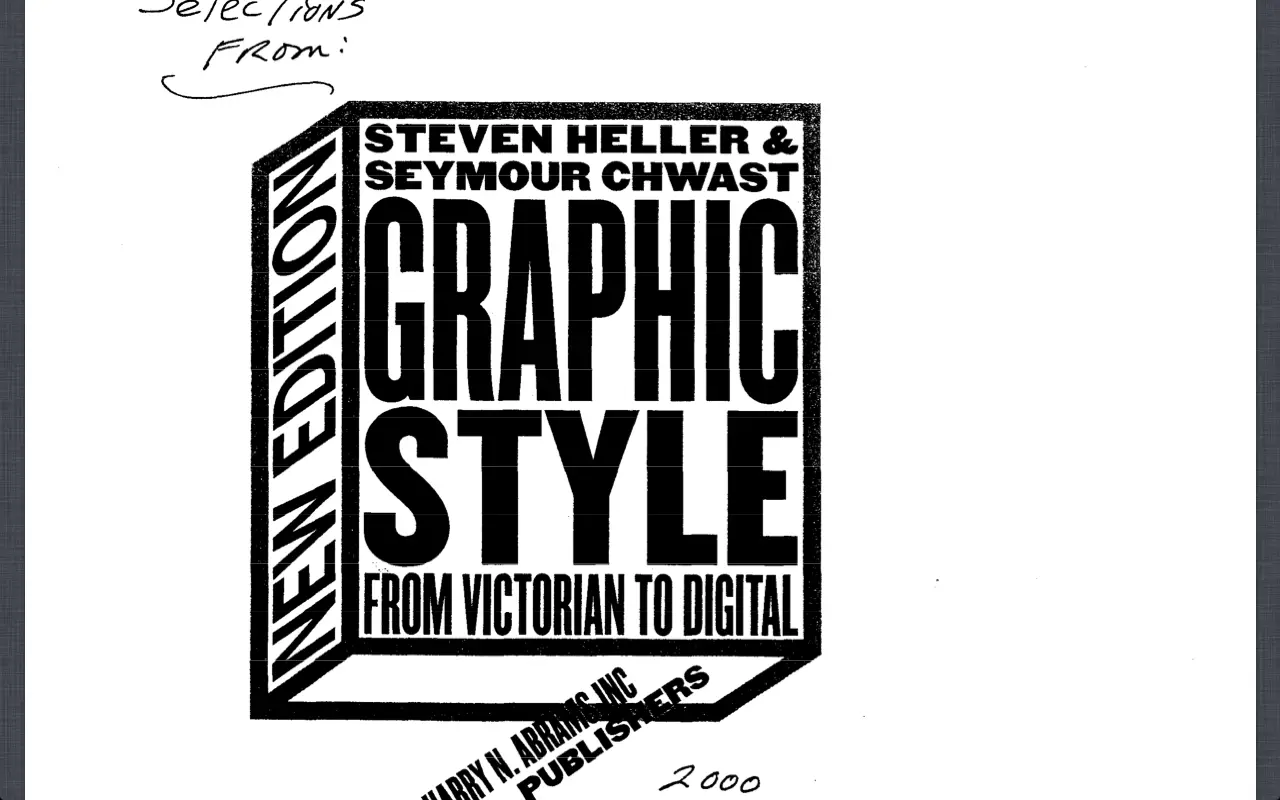 Selections
From:
STEVEN HELLER &
SEYMOUR CHWAST
GRAPHIC
STYLE
FROM VICTORIAN TO DIGITAL
NEW EDITION
HARRY N. ABRAMS, INC
PUBLISHERS
2000